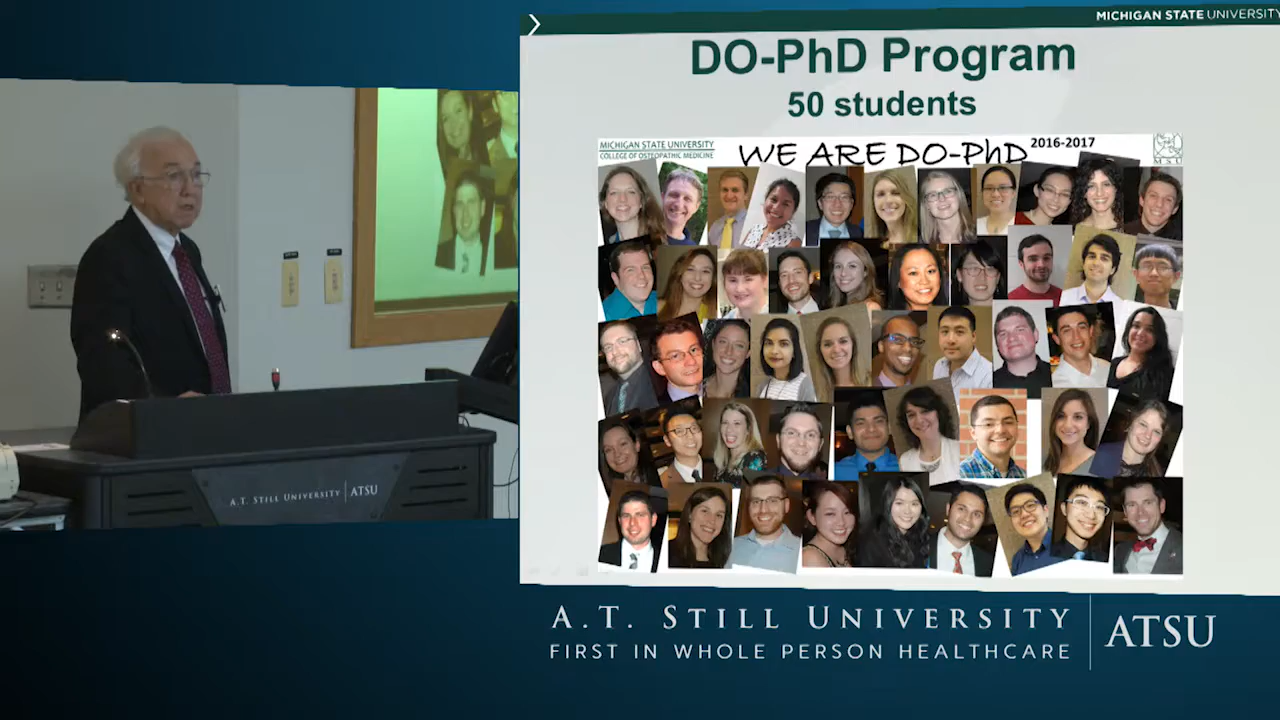 MICHIGAN STATE UNIVERSITY
DO-PhD Program
50 students
MICHIGAN STATE UNIVERSITY
COLLEGE OF OSTEOPATHIC MEDICINE
WE ARE DO-PhD
2016-2017
MSU
A.T. STILL UNIVERSITY | ATSU
A.T. STILL UNIVERSITY
FIRST IN WHOLE PERSON HEALTHCARE
ATSU